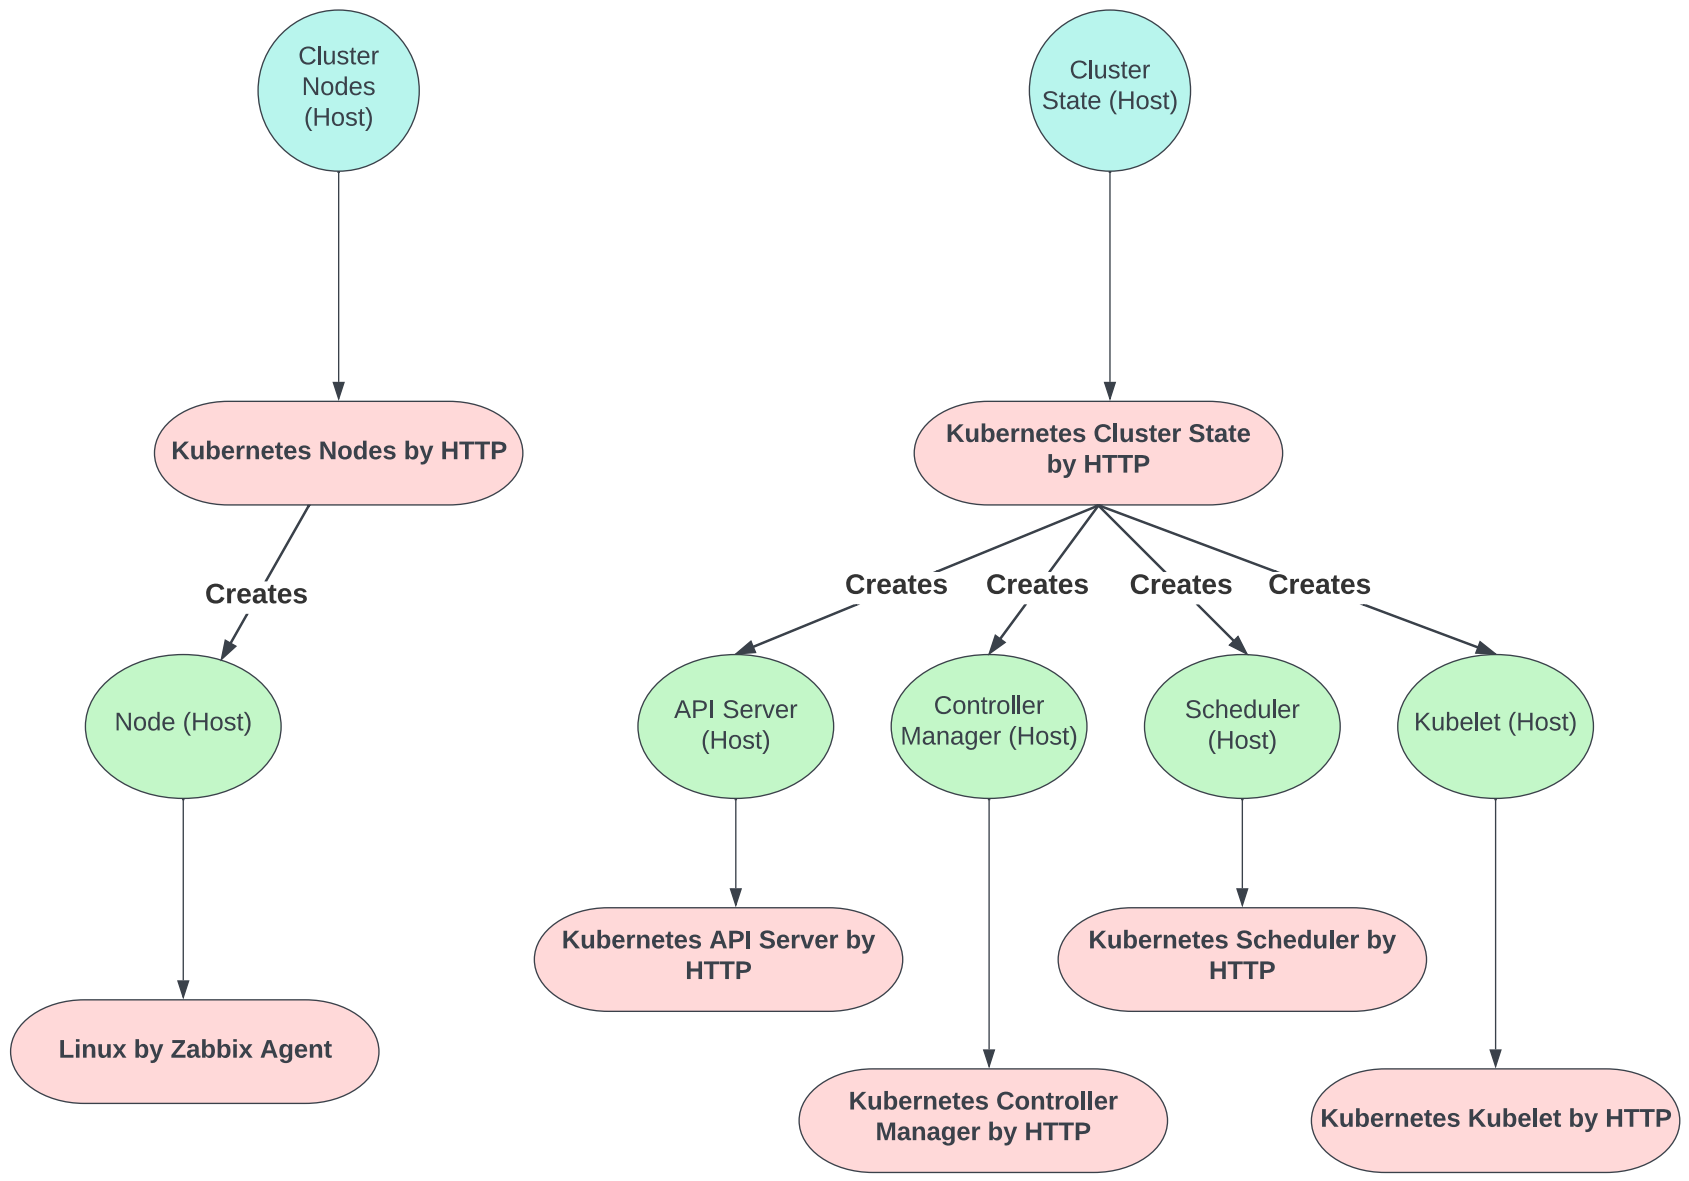 Cluster
Nodes
(Host)
Cluster
State (Host)
Kubernetes Nodes by HTTP
Kubernetes Cluster State
by HTTP
Creates
Creates
Creates
Creates
Creates
Node (Host)
API Server
(Host)
Controller
Manager (Host)
Scheduler
(Host)
Kubelet (Host)
Kubernetes API Server by
HTTP
Kubernetes Scheduler by
HTTP
Linux by Zabbix Agent
Kubernetes Controller
Manager by HTTP
Kubernetes Kubelet by HTTP